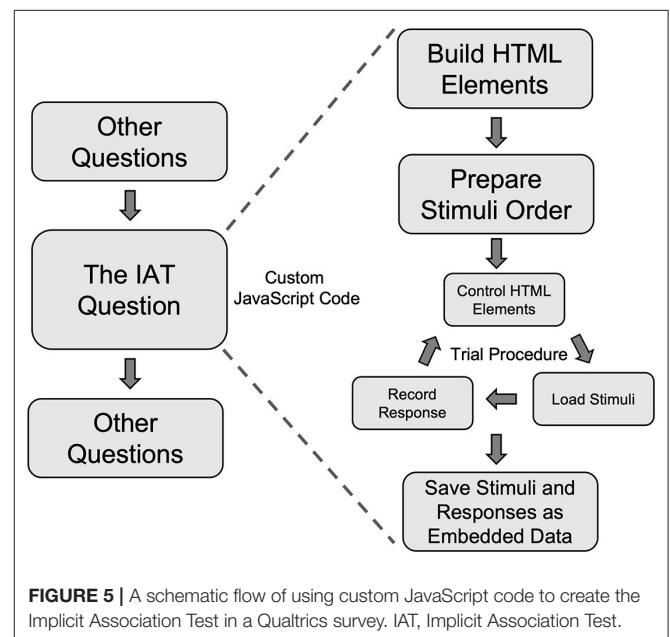 Other
Questions
The IAT
Question
Other
Questions
Custom
JavaScript Code
Build HTML
Elements
Prepare
Stimuli Order
Control HTML
Elements
Trial Procedure
Load Stimuli
Record
Response
Save Stimuli and
Responses as
Embedded Data
FIGURE 5 | A schematic flow of using custom JavaScript code to create the
Implicit Association Test in a Qualtrics survey. IAT, Implicit Association Test.